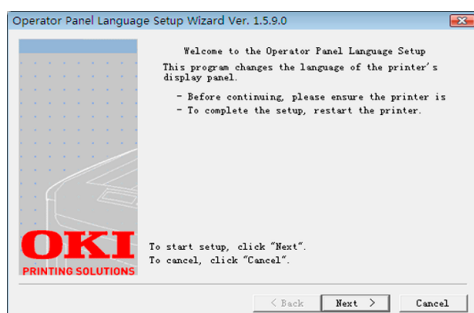 Operator Panel Language Setup Wizard Ver. 1.5.9.0
Welcome to the Operator Panel Language Setup
This program changes the language of the printer's
display panel.
- Before continuing, please ensure the printer is
- To complete the setup, restart the printer.
OKI
PRINTING SOLUTIONS
To start setup, click "Next".
To cancel, click "Cancel".
< Back
Next >
Cancel